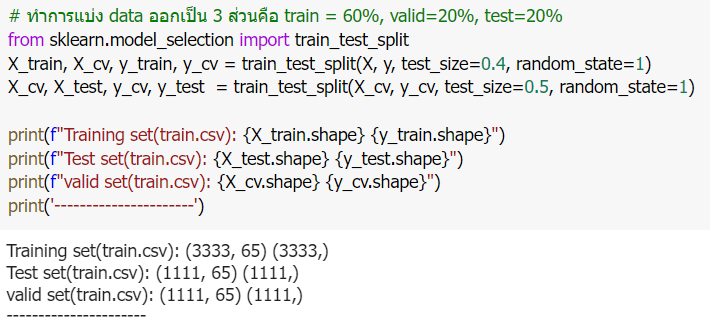 # ทำการแบ่ง data ออกเป็น 3 ส่วนคือ train = 60%, valid=20%, test=20%
from sklearn.model_selection import train_test_split
X_train, X_cv, y_train, y_cv = train_test_split(X, y, test_size=0.4, random_state=1)
X_cv, X_test, y_cv, y_test  = train_test_split(X_cv, y_cv, test_size=0.5, random_state=1)
print(f"Training set(train.csv): {X_train.shape} {y_train.shape}")
print(f"Test set(train.csv): {X_test.shape} {y_test.shape}")
print(f"valid set(train.csv): {X_cv.shape} {y_cv.shape}")
print('----------------------')
Training set(train.csv): (3333, 65) (3333,)
Test set(train.csv): (1111, 65) (1111,)
valid set(train.csv): (1111, 65) (1111,)
----------------------